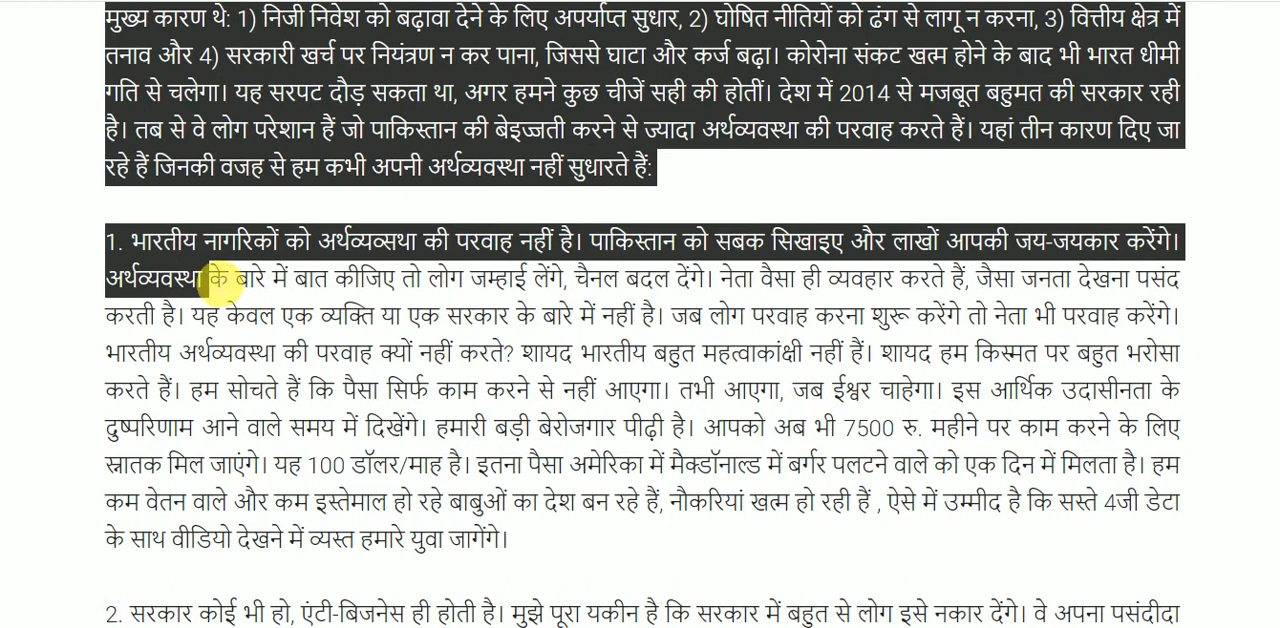 मुख्य कारण थे: 1) निजी निवेश को बढ़ावा देने के लिए अपर्याप्त सुधार, 2) घोषित नीतियों को ढंग से लागू न करना, 3) वित्तीय क्षेत्र में
तनाव और 4) सरकारी खर्च पर नियंत्रण न कर पाना, जिससे घाटा और कर्ज बढ़ा। कोरोना संकट खत्म होने के बाद भी भारत धीमी
गति से चलेगा। यह सरपट दौड़ सकता था, अगर हमने कुछ चीजें सही की होतीं। देश में 2014 से मजबूत बहुमत की सरकार रही
है। तब से वे लोग परेशान हैं जो पाकिस्तान की बेइज्जती करने से ज्यादा अर्थव्यवस्था की परवाह करते हैं। यहां तीन कारण दिए जा
रहे हैं जिनकी वजह से हम कभी अपनी अर्थव्यवस्था नहीं सुधारते हैं:
1. भारतीय नागरिकों को अर्थव्यव्सथा की परवाह नहीं है। पाकिस्तान को सबक सिखाइए और लाखों आपकी जय-जयकार करेंगे।
अर्थव्यवस्था के बारे में बात कीजिए तो लोग जम्हाई लेंगे, चैनल बदल देंगे। नेता वैसा ही व्यवहार करते हैं, जैसा जनता देखना पसंद
करती है। यह केवल एक व्यक्ति या एक सरकार के बारे में नहीं है। जब लोग परवाह करना शुरू करेंगे तो नेता भी परवाह करेंगे।
भारतीय अर्थव्यवस्था की परवाह क्यों नहीं करते? शायद भारतीय बहुत महत्वाकांक्षी नहीं हैं। शायद हम किस्मत पर बहुत भरोसा
करते हैं। हम सोचते हैं कि पैसा सिर्फ काम करने से नहीं आएगा। तभी आएगा, जब ईश्वर चाहेगा। इस आर्थिक उदासीनता के
दुष्परिणाम आने वाले समय में दिखेंगे। हमारी बड़ी बेरोजगार पीढ़ी है। आपको अब भी 7500 रु. महीने पर काम करने के लिए
स्नातक मिल जाएंगे। यह 100 डॉलर/माह है। इतना पैसा अमेरिका में मैक्डॉनाल्ड में बर्गर पलटने वाले को एक दिन में मिलता है। हम
कम वेतन वाले और कम इस्तेमाल हो रहे बाबुओं का देश बन रहे हैं, नौकरियां खत्म हो रही हैं , ऐसे में उम्मीद है कि सस्ते 4जी डेटा
के साथ वीडियो देखने में व्यस्त हमारे युवा जागेंगे।
2. सरकार कोई भी हो, एंटी-बिजनेस ही होती है। मुझे पूरा यकीन है कि सरकार में बहुत से लोग इसे नकार देंगे। वे अपना पसंदीदा